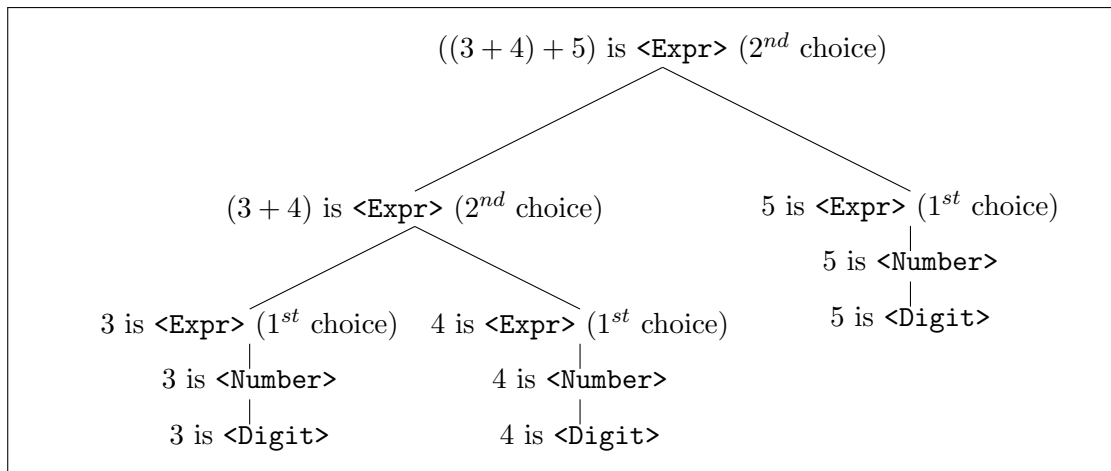 ((3 + 4) + 5) is <Expr> (2nd choice)
(3 + 4) is <Expr> (2nd choice)
5 is <Expr> (1st choice)
5 is <Number>
5 is <Digit>
3 is <Expr> (1st choice)
4 is <Expr> (1st choice)
3 is <Number>
4 is <Number>
3 is <Digit>
4 is <Digit>